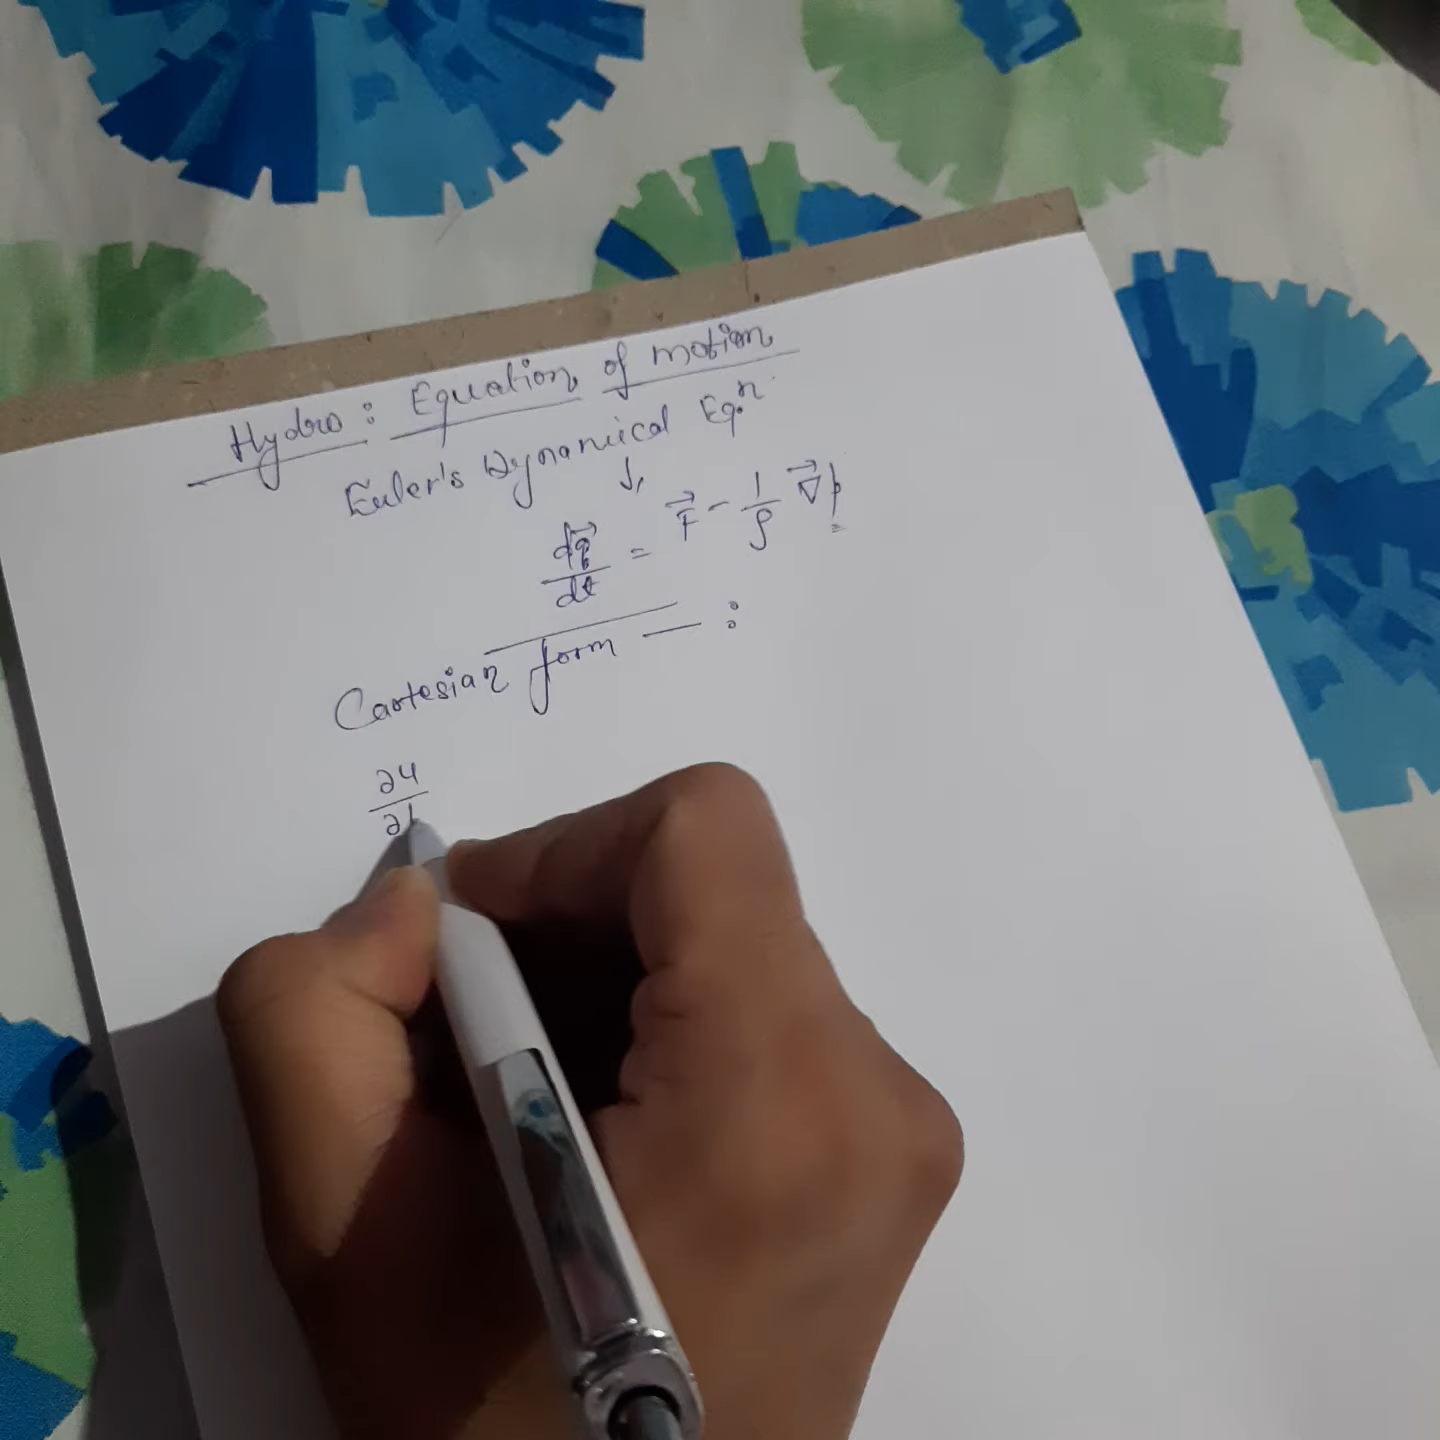 Hydro : Equation of motion
Euler's Dynamical Eqⁿ.
↓
dq⃗/dt = F⃗ - 1/ρ ∇⃗p
Cartesian form — :
∂u/∂t